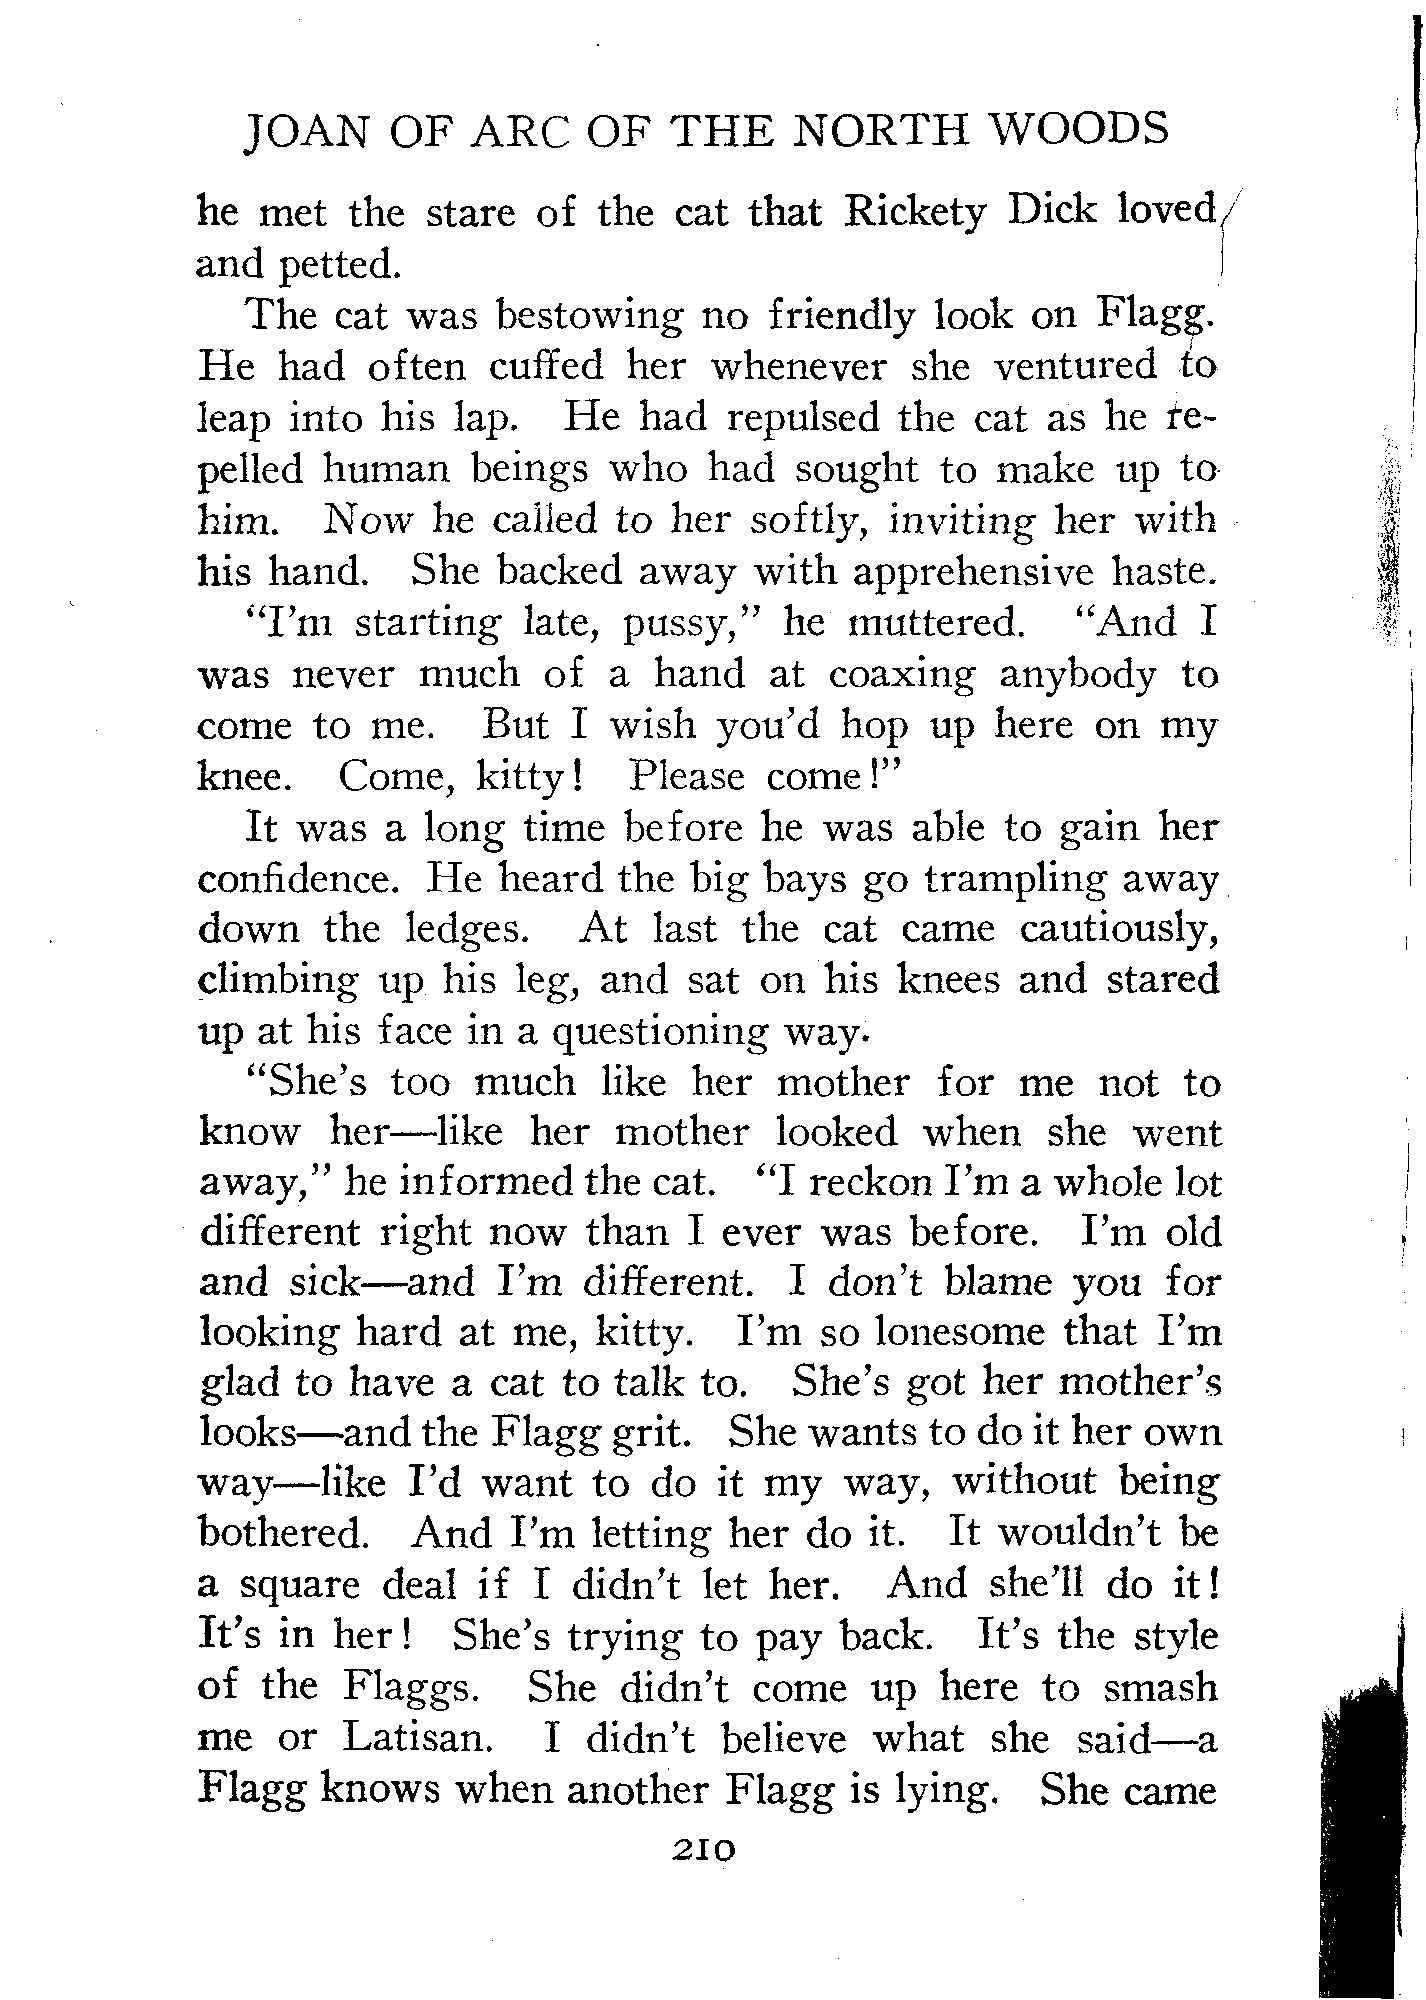 JOAN OF ARC OF THE NORTH WOODS
he met the stare of the cat that Rickety Dick loved
and petted.
The cat was bestowing no friendly look on Flagg.
He had often cuffed her whenever she ventured to
leap into his lap. He had repulsed the cat as he re-
pelled human beings who had sought to make up to
him. Now he called to her softly, inviting her with
his hand. She backed away with apprehensive haste.
"I'm starting late, pussy," he muttered. "And I
was never much of a hand at coaxing anybody to
come to me. But I wish you'd hop up here on my
knee. Come, kitty! Please come!"
It was a long time before he was able to gain her
confidence. He heard the big bays go trampling away
down the ledges. At last the cat came cautiously,
climbing up his leg, and sat on his knees and stared
up at his face in a questioning way.
"She's too much like her mother for me not to
know her—like her mother looked when she went
away," he informed the cat. "I reckon I'm a whole lot
different right now than I ever was before. I'm old
and sick—and I'm different. I don't blame you for
looking hard at me, kitty. I'm so lonesome that I'm
glad to have a cat to talk to. She's got her mother's
looks—and the Flagg grit. She wants to do it her own
way—like I'd want to do it my way, without being
bothered. And I'm letting her do it. It wouldn't be
a square deal if I didn't let her. And she'll do it!
It's in her! She's trying to pay back. It's the style
of the Flaggs. She didn't come up here to smash
me or Latisan. I didn't believe what she said—a
Flagg knows when another Flagg is lying. She came
210